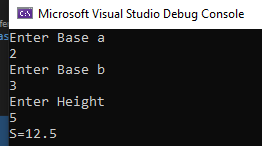 Microsoft Visual Studio Debug Console
Enter Base a
2
Enter Base b
3
Enter Height
5
S=12.5